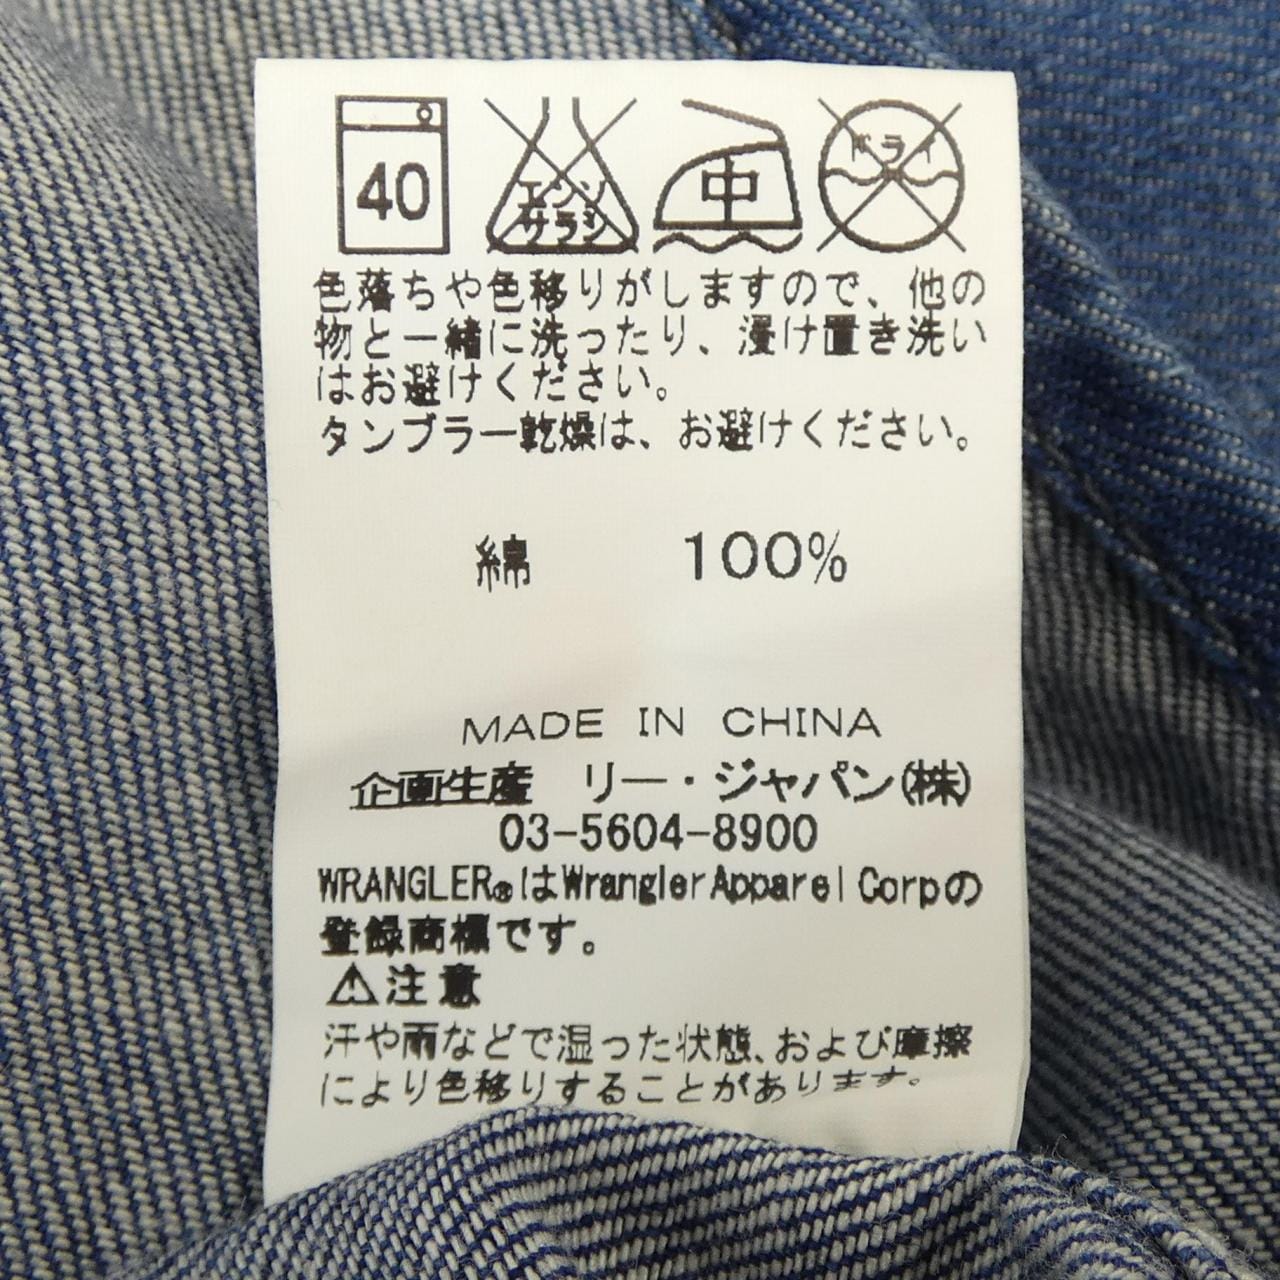 40
エンソ
サラシ
中
ドライ
色落ちや色移りがしますので、他の
物と一緒に洗ったり、浸け置き洗い
はお避けください。
タンブラー乾燥は、お避けください。
綿 100%
MADE IN CHINA
企画生産 リー・ジャパン(株)
03-5604-8900
WRANGLER®はWrangler Apparel Corpの
登録商標です。
⚠注意
汗や雨などで湿った状態、および摩擦
により色移りすることがあります。